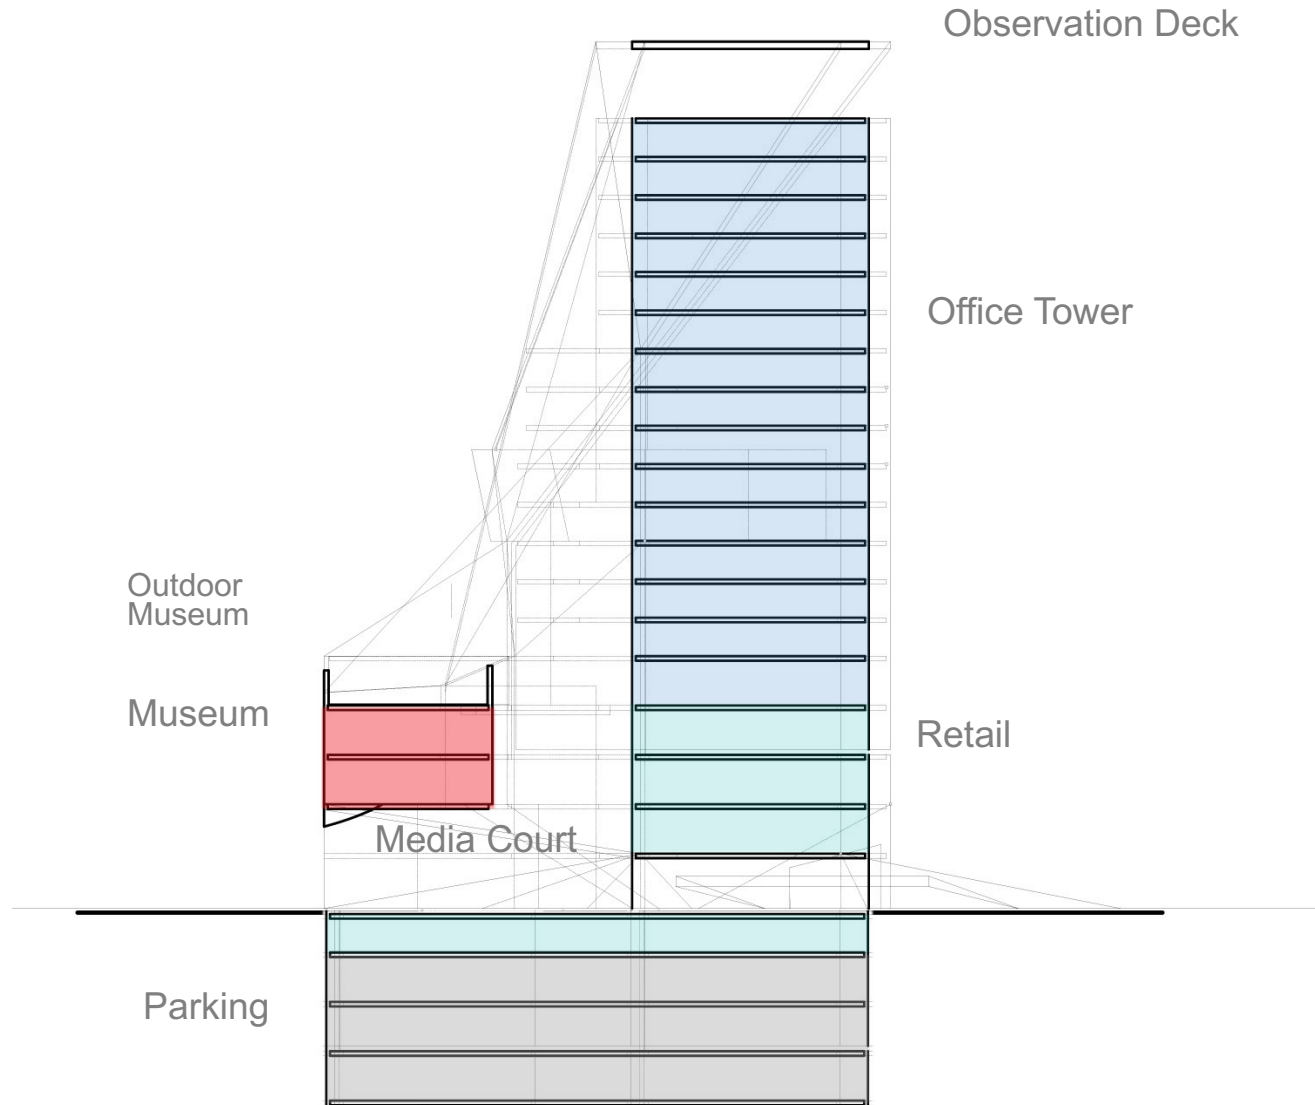 Observation Deck
Office Tower
Outdoor
Museum
Museum
Retail
Media Court
Parking